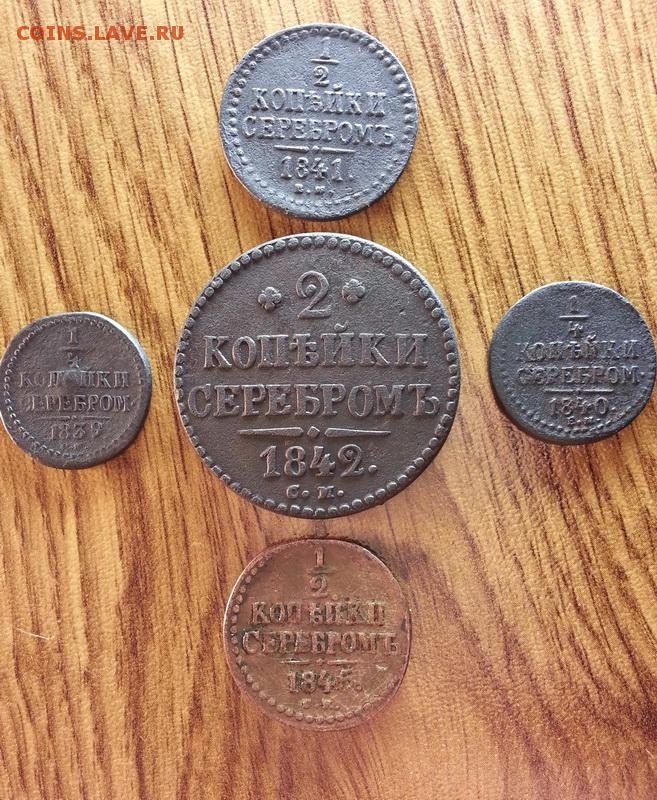 COINS.LAVE.RU
1
2
КОПѢЙКИ
СЕРЕБРОМЪ
1841.
Е.М.
2
КОПѢЙКИ
СЕРЕБРОМЪ
1842.
С.М.
1
4
КОПѢЙКИ
СЕРЕБРОМ
1839
1
4
КОПѢЙКИ
СЕРЕБРОМ
1840.
Е.М.
1
2
КОПѢЙКИ
СЕРЕБРОМЪ
С.М.